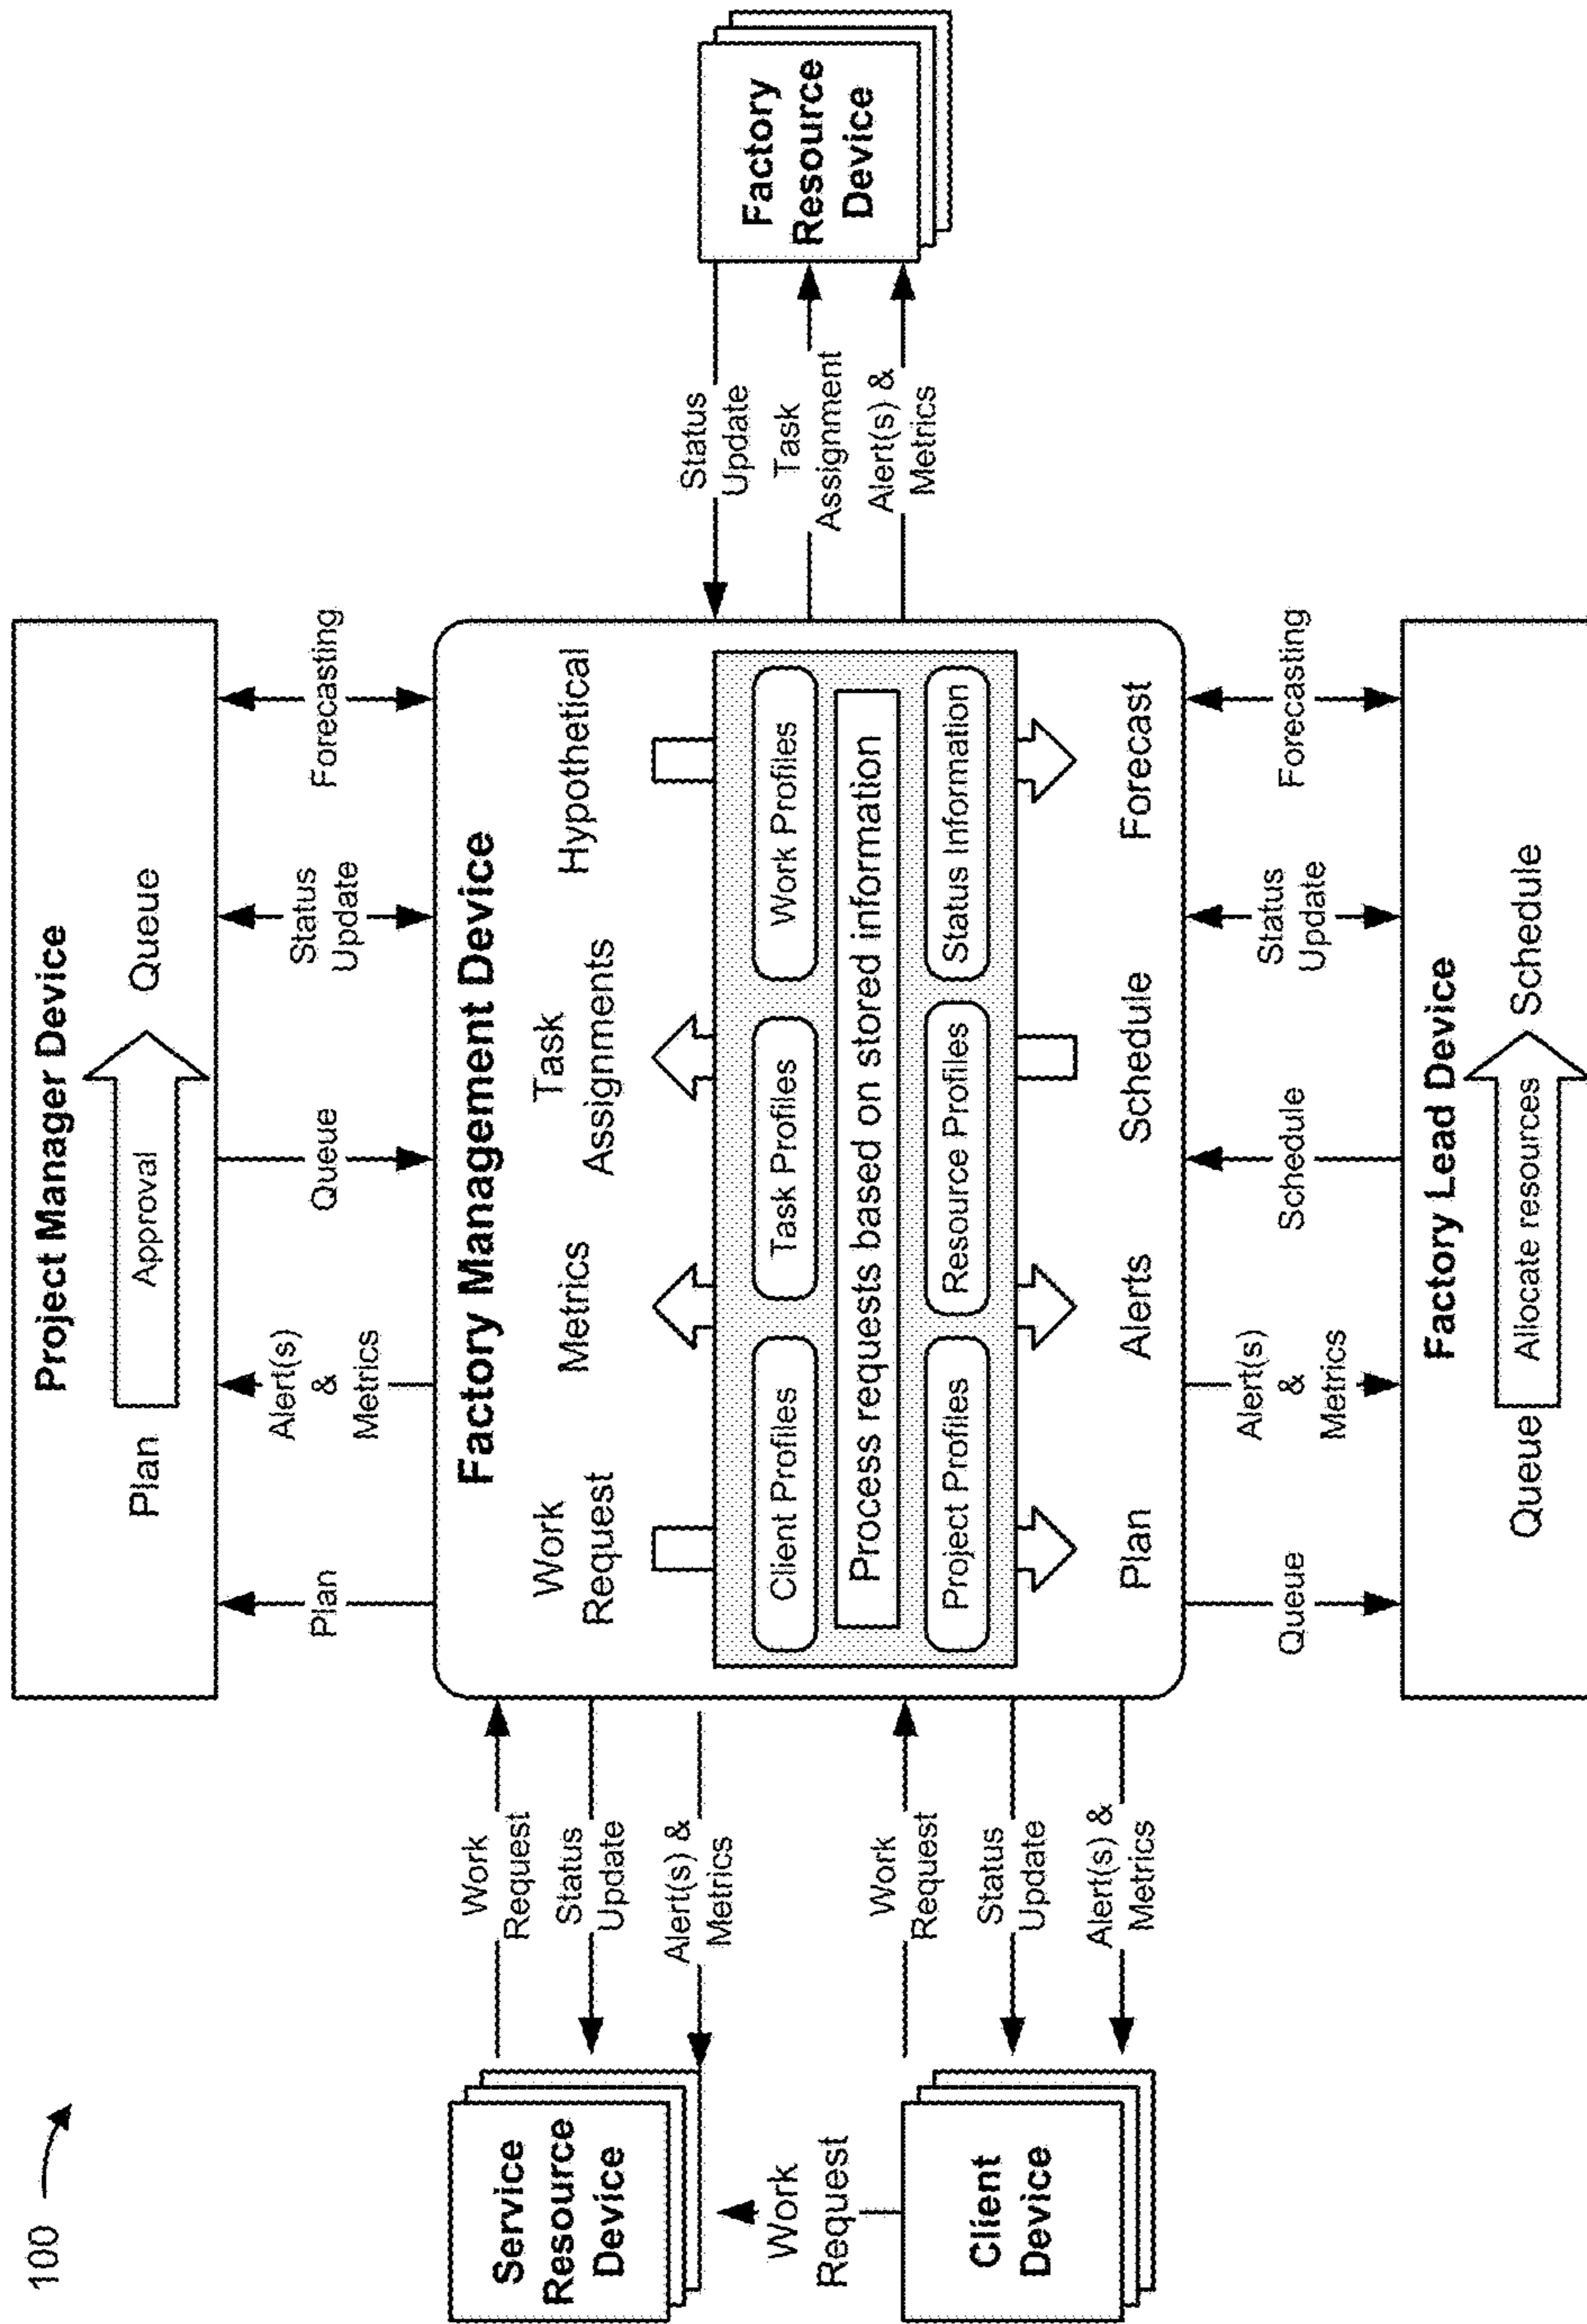 100
Project Manager Device
Plan
Approval
Queue
Plan
Alert(s)
&
Metrics
Queue
Status
Update
Forecasting
Service
Resource
Device
Work
Request
Client
Device
Work
Request
Status
Update
Alert(s) &
Metrics
Work
Request
Status
Update
Alert(s) &
Metrics
Factory Management Device
Work
Request
Metrics
Task
Assignments
Hypothetical
Client Profiles
Task Profiles
Work Profiles
Process requests based on stored information
Project Profiles
Resource Profiles
Status Information
Plan
Alerts
Schedule
Forecast
Status
Update
Task
Assignment
Alert(s) &
Metrics
Factory
Resource
Device
Queue
Alert(s)
&
Metrics
Schedule
Status
Update
Forecasting
Factory Lead Device
Queue
Allocate resources
Schedule